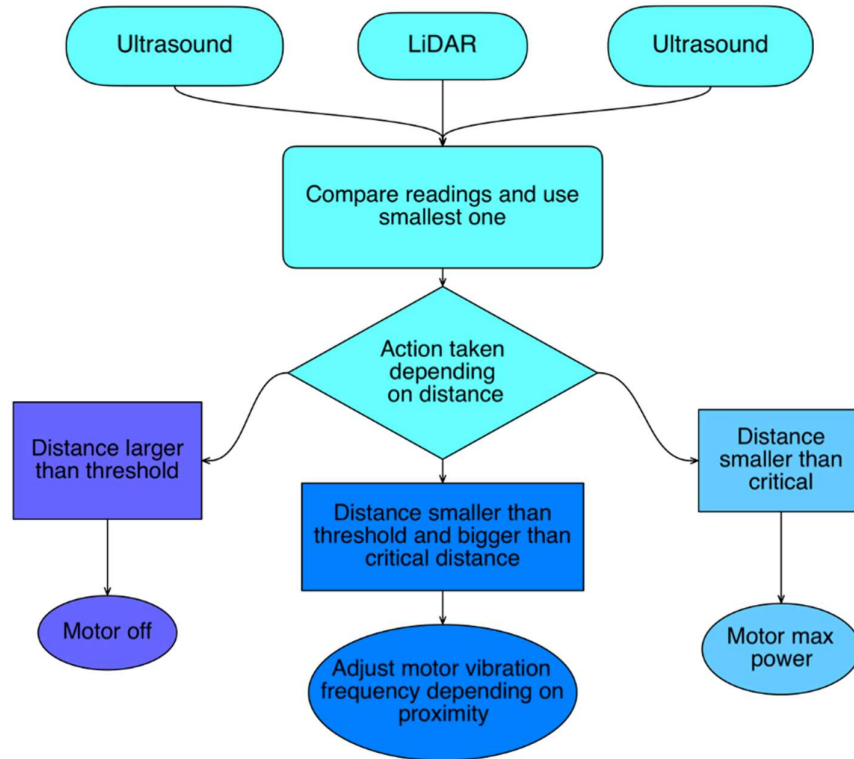 Ultrasound
LiDAR
Ultrasound
Compare readings and use
smallest one
Action taken
depending
on distance
Distance larger
than threshold
Distance smaller than
threshold and bigger than
critical distance
Distance
smaller than
critical
Motor off
Adjust motor vibration
frequency depending on
proximity
Motor max
power